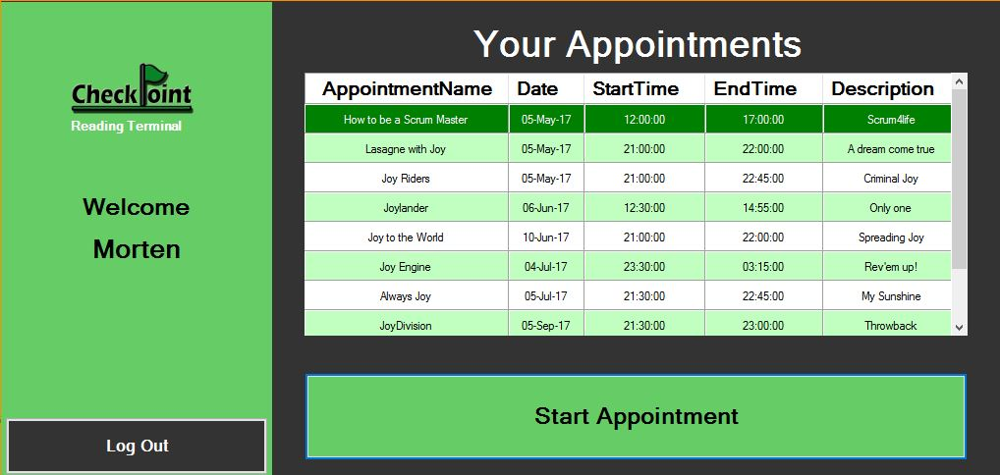 CheckPoint
Reading Terminal
Welcome
Morten
Log Out
Your Appointments
AppointmentName Date StartTime EndTime Description
How to be a Scrum Master 05-May-17 12:00:00 17:00:00 Scrum4life
Lasagne with Joy 05-May-17 21:00:00 22:00:00 A dream come true
Joy Riders 05-May-17 21:00:00 22:45:00 Criminal Joy
Joylander 06-Jun-17 12:30:00 14:55:00 Only one
Joy to the World 10-Jun-17 21:00:00 22:00:00 Spreading Joy
Joy Engine 04-Jul-17 23:30:00 03:15:00 Rev'em up!
Always Joy 05-Jul-17 21:30:00 22:45:00 My Sunshine
JoyDivision 05-Sep-17 21:30:00 23:00:00 Throwback
Start Appointment